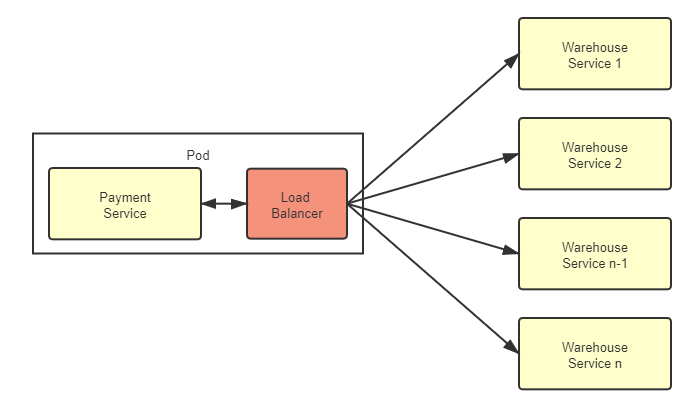 Pod
Payment
Service
Load
Balancer
Warehouse
Service 1
Warehouse
Service 2
Warehouse
Service n-1
Warehouse
Service n